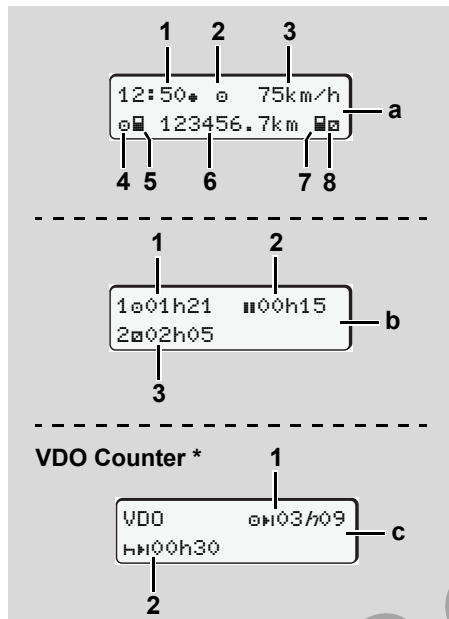 1 2 3
12:50● ⊙ 75km/h
a
⊙ 123456.7km
4 5 6 7 8
1 2
1⊙01h21 00h15
b
2 02h05
3
VDO Counter * 1
VDO ⊙03h09
c
00h30
2